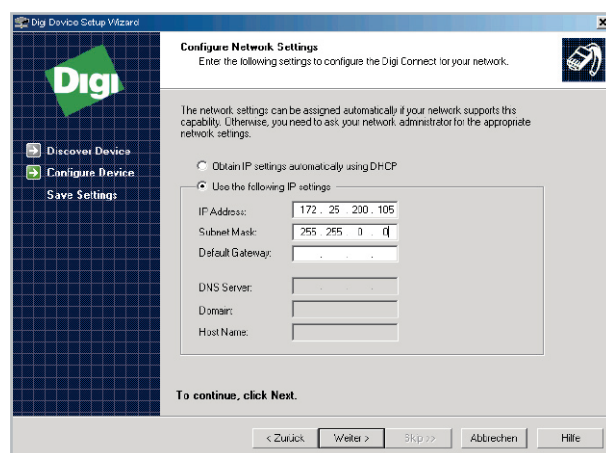 Digi Device Setup Wizard
Configure Network Settings
Enter the following settings to configure the Digi Connect for your network.
Digi
The network settings can be assigned automatically if your network supports this
capability. Otherwise, you need to ask your network administrator for the appropriate
network settings.
Discover Device
Configure Device
Save Settings
Obtain IP settings automatically using DHCP
Use the following IP settings
IP Address: 172 . 25 . 200 . 105
Subnet Mask: 255 . 255 . 0 . 0
Default Gateway: . . .
DNS Server: . . .
Domain:
Host Name:
To continue, click Next.
< Zurück Weiter > Skip >> Abbrechen Hilfe